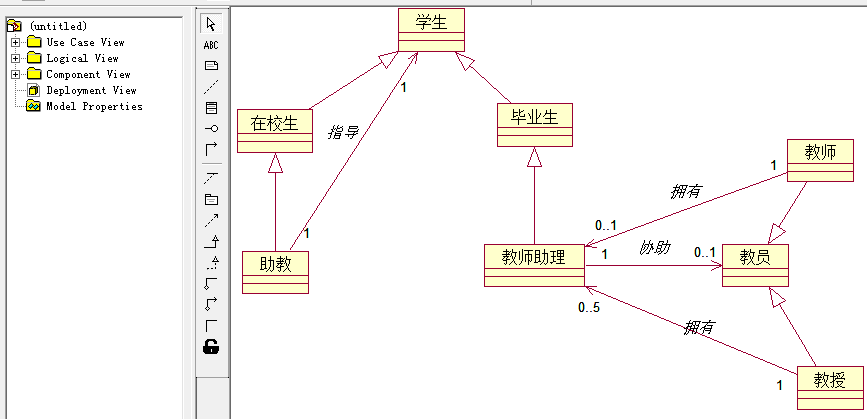 (untitled)
Use Case View
Logical View
Component View
Deployment View
Model Properties
ABC
学生
1
在校生
指导
毕业生
1
助教
教师
1
拥有
0..1
教师助理
1
协助
0..1
教员
0..5
拥有
1
教授